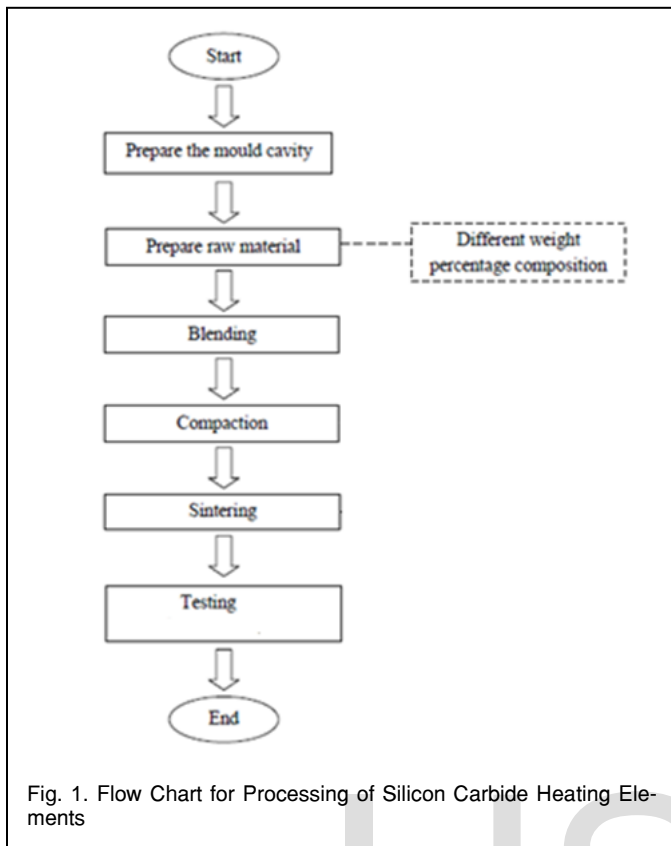 Start
Prepare the mould cavity
Prepare raw material
Different weight
percentage composition
Blending
Compaction
Sintering
Testing
End
Fig. 1. Flow Chart for Processing of Silicon Carbide Heating Ele-
ments